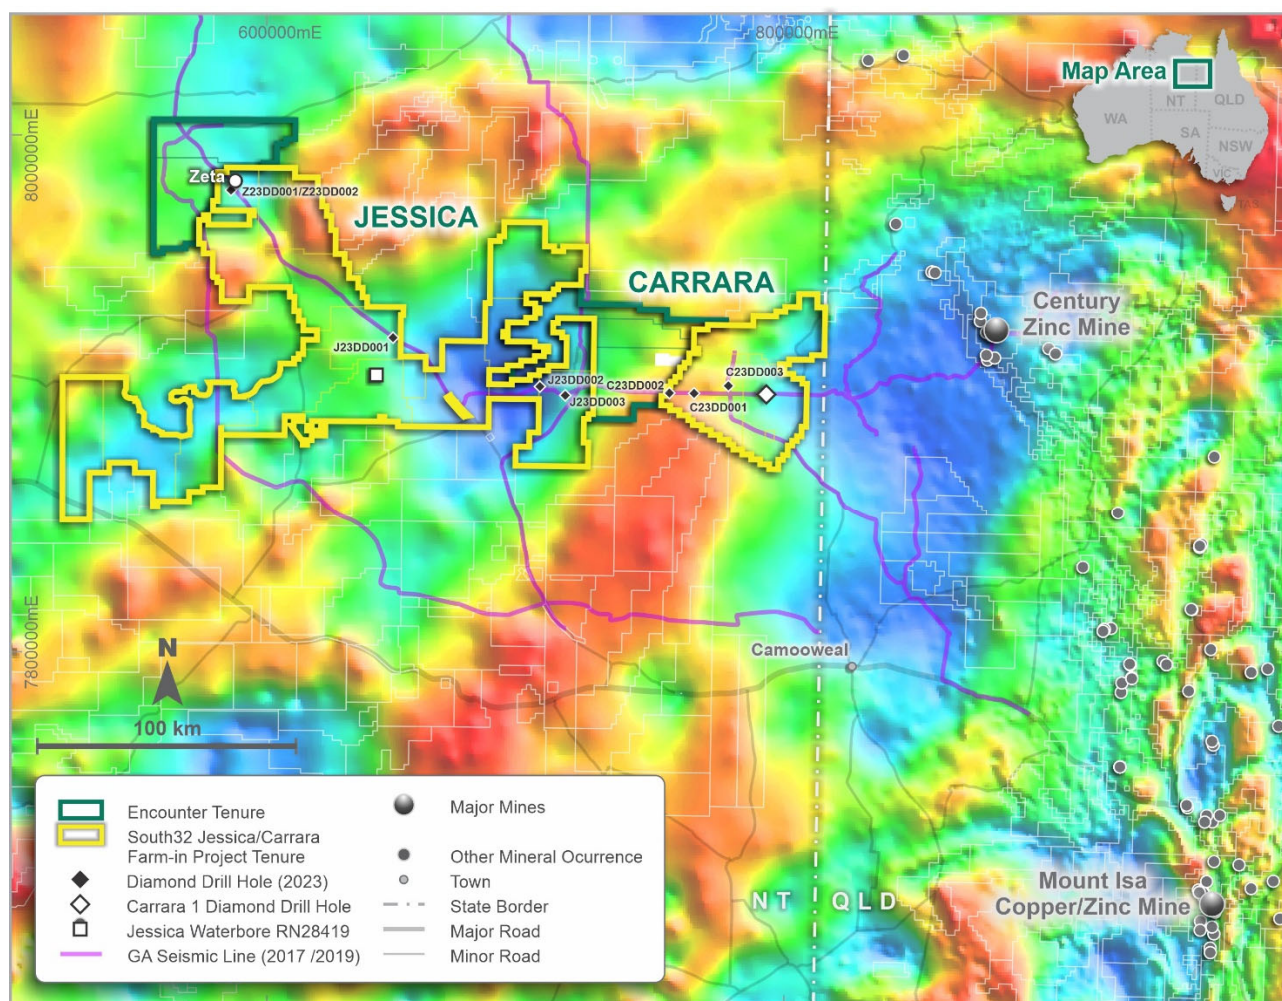 600000mE
800000mE
Map Area
NT
QLD
WA
SA
NSW
VIC
TAS
8000000mE
Zeta
Z23DD001/Z23DD002
JESSICA
CARRARA
Century
Zinc Mine
J23DD001
J23DD002
C23DD002
C23DD003
J23DD003
C23DD001
7800000mE
N
100 km
Camooweal
Encounter Tenure
South32 Jessica/Carrara
Farm-in Project Tenure
Diamond Drill Hole (2023)
Carrara 1 Diamond Drill Hole
Jessica Waterbore RN28419
GA Seismic Line (2017 /2019)
Major Mines
Other Mineral Ocurrence
Town
State Border
Major Road
Minor Road
NT QLD
Mount Isa
Copper/Zinc Mine